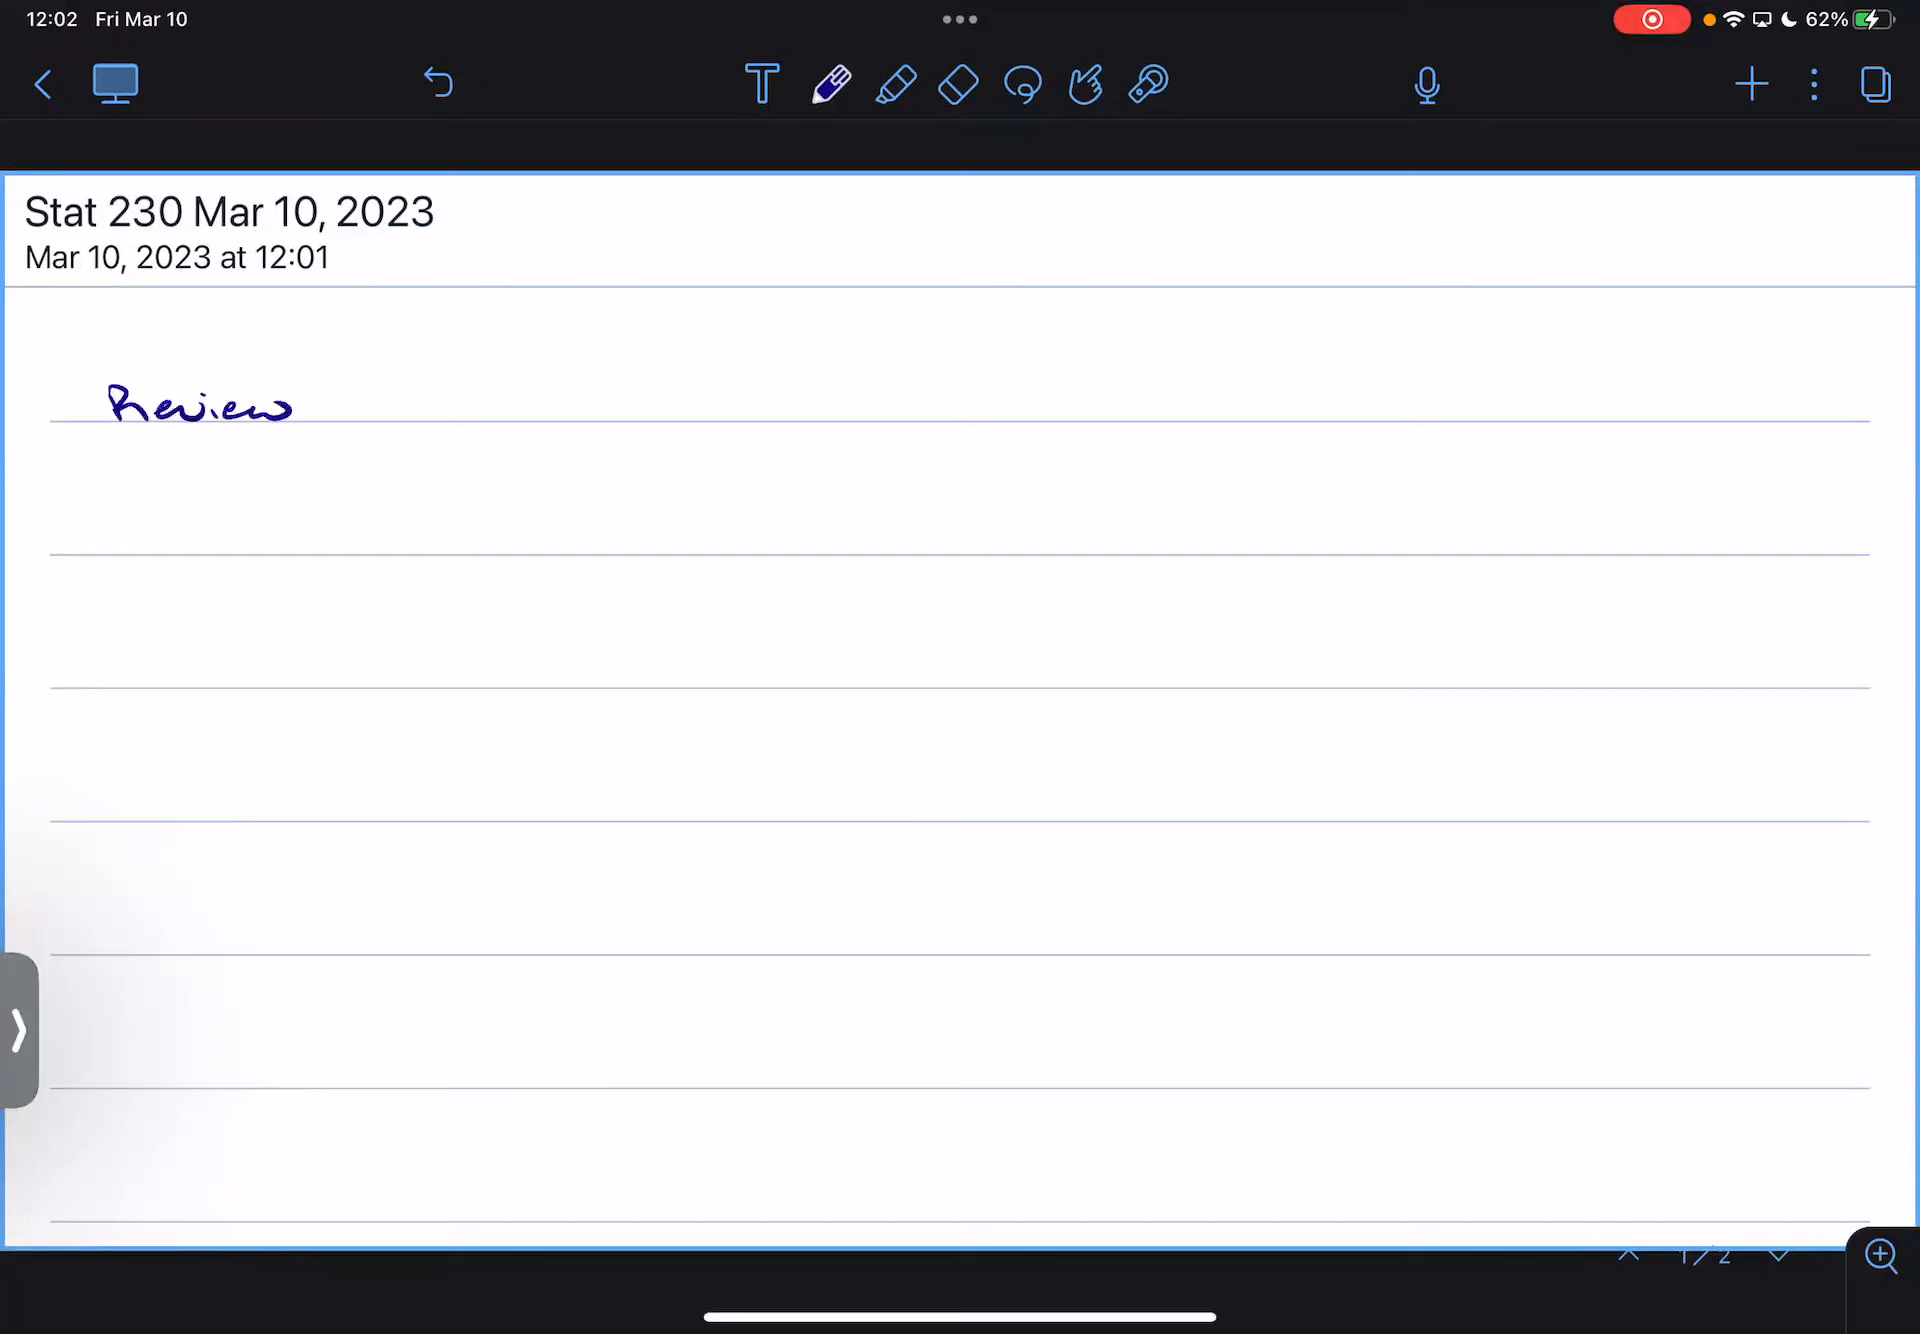 12:02 Fri Mar 10
62%
Stat 230 Mar 10, 2023
Mar 10, 2023 at 12:01
Review
1/2